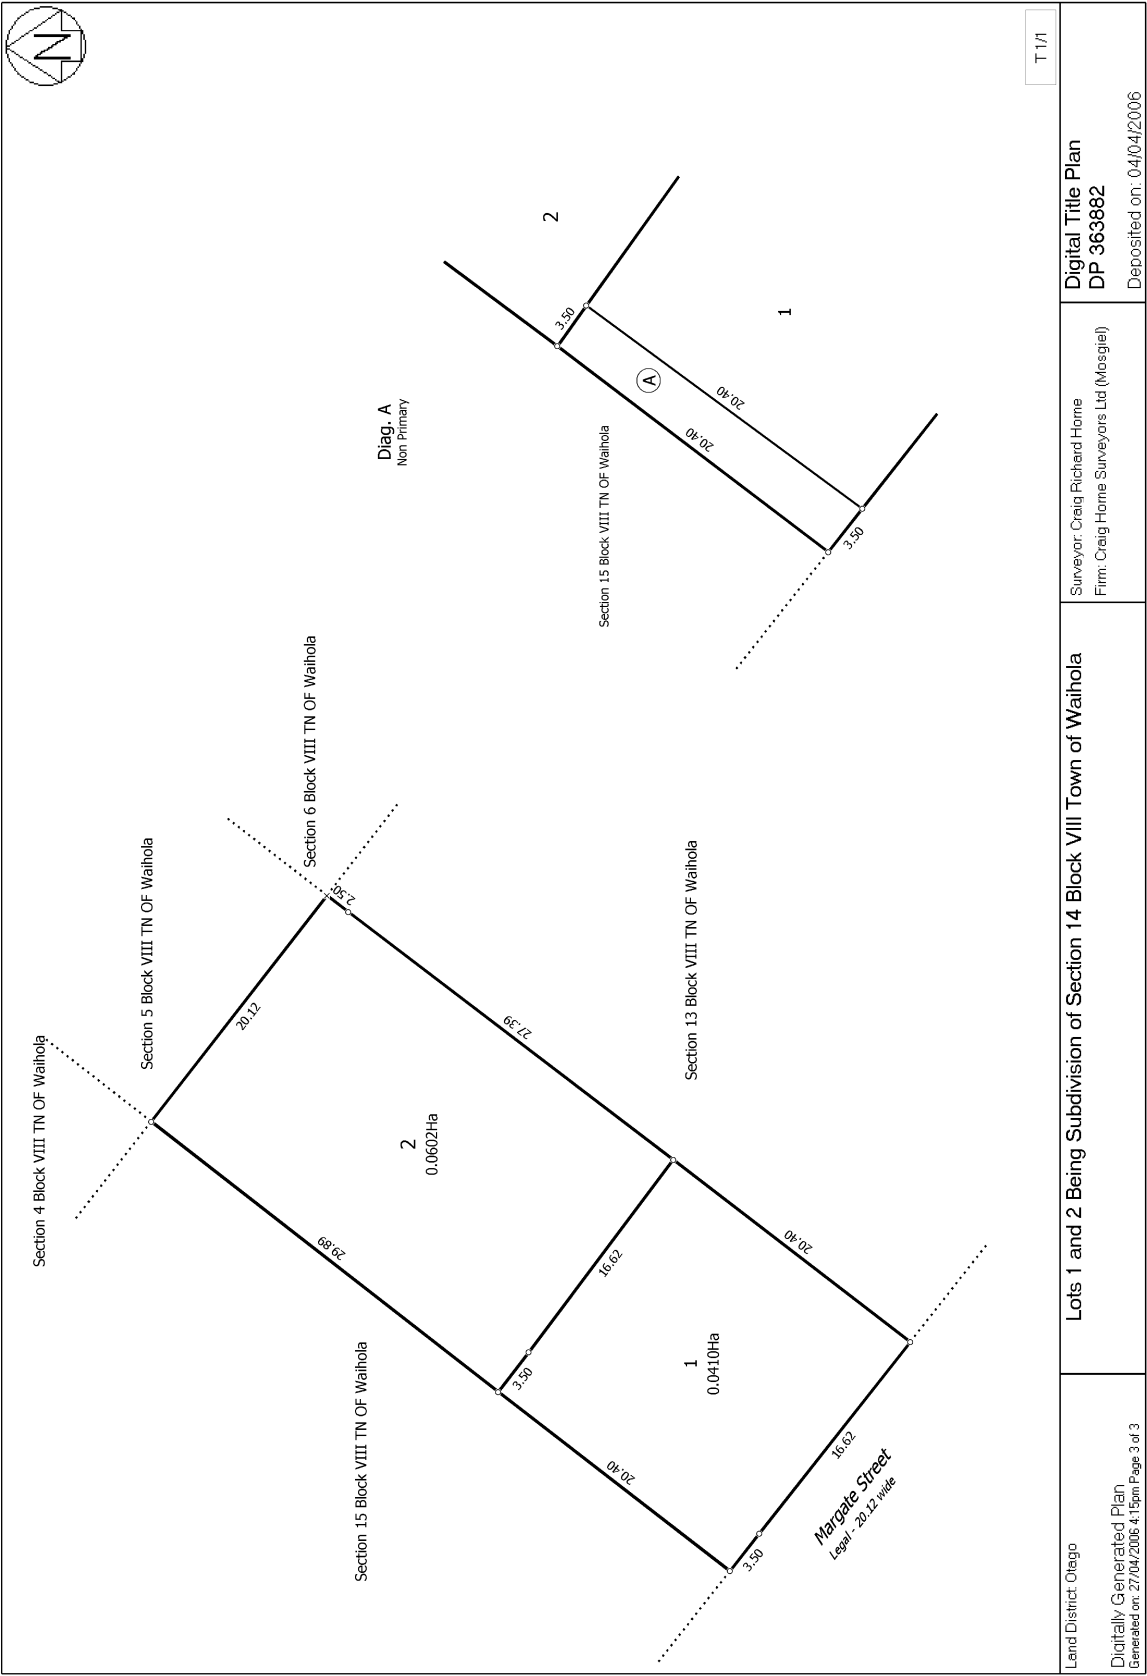 N
T 1/1
Section 4 Block VIII TN OF Waihola
Section 5 Block VIII TN OF Waihola
Section 6 Block VIII TN OF Waihola
20.12
2.50
29.89
2
0.0602Ha
27.39
Section 13 Block VIII TN OF Waihola
Section 15 Block VIII TN OF Waihola
3.50
16.62
20.40
1
0.0410Ha
20.40
3.50
16.62
Margate Street
Legal - 20.12 wide
Diag. A
Non Primary
Section 15 Block VIII TN OF Waihola
2
3.50
A
20.40
20.40
1
3.50
Land District: Otago
Digitally Generated Plan
Generated on: 27/04/2006 4:15pm Page 3 of 3
Lots 1 and 2 Being Subdivision of Section 14 Block VIII Town of Waihola
Surveyor: Craig Richard Horne
Firm: Craig Horne Surveyors Ltd (Mosgiel)
Digital Title Plan
DP 363882
Deposited on: 04/04/2006